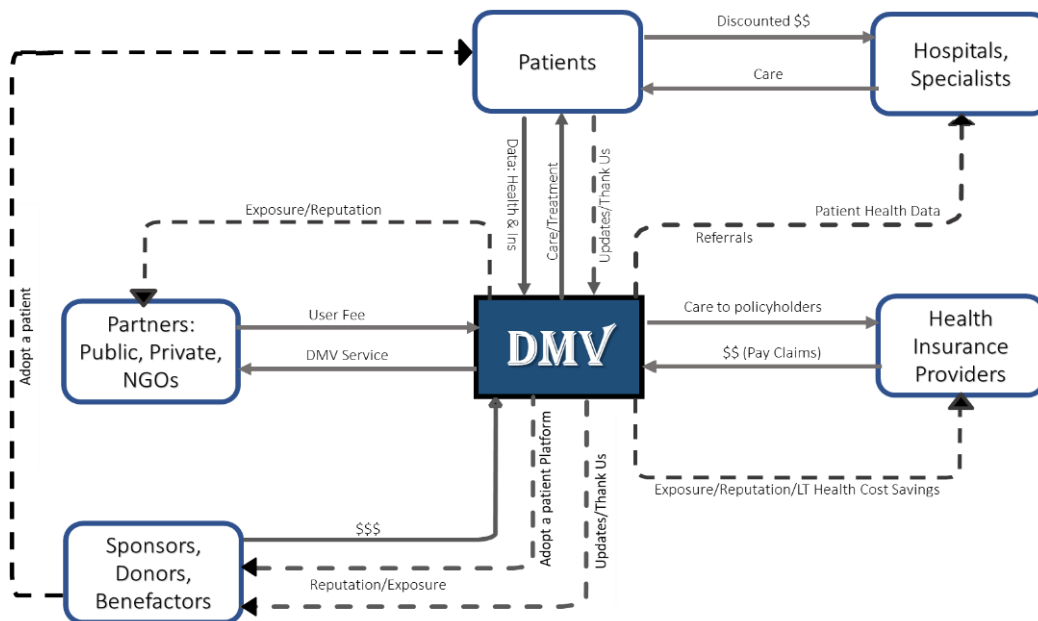 Discounted $$
Patients
Hospitals,
Specialists
Care
Data: Health & Ins
Care/Treatment
Updates/Thank Us
Exposure/Reputation
Patient Health Data
Referrals
Adopt a patient
Partners:
Public, Private,
NGOs
User Fee
DMV Service
DMV
Care to policyholders
$$ (Pay Claims)
Health
Insurance
Providers
Adopt a patient Platform
Updates/Thank Us
Exposure/Reputation/LT Health Cost Savings
$$$
Sponsors,
Donors,
Benefactors
Reputation/Exposure